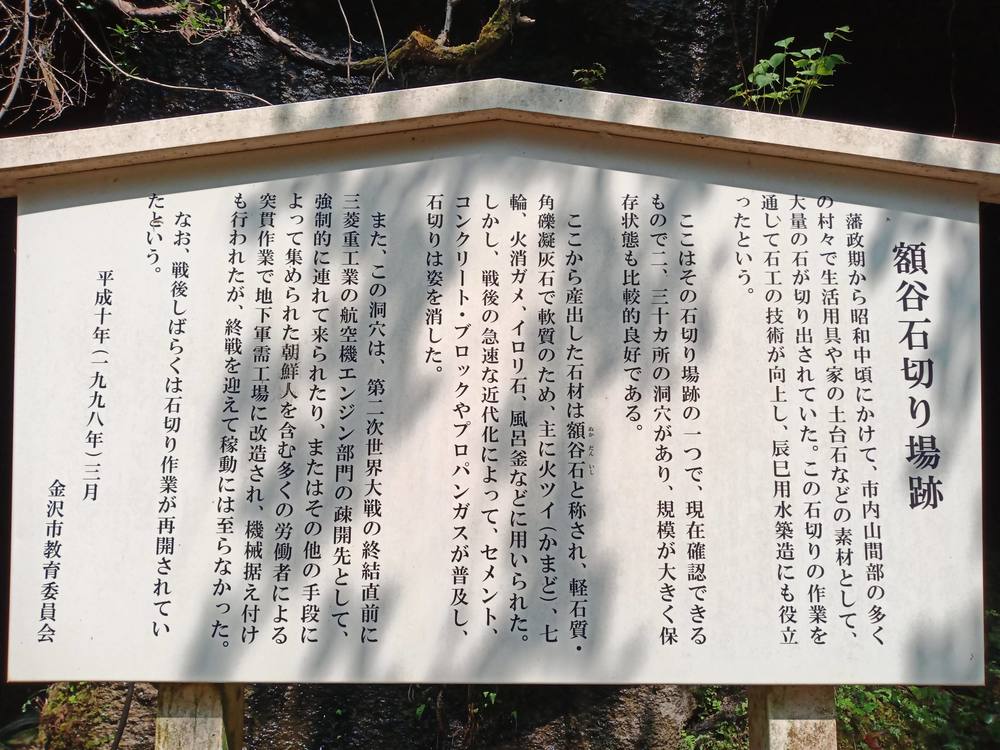 額谷石切り場跡
藩政期から昭和中頃にかけて、市内山間部の多く
の村々で生活用具や家の土台石などの素材として、
大量の石が切り出されていた。この石切りの作業を
通して石工の技術が向上し、辰巳用水築造にも役立
ったという。
ここはその石切り場跡の一つで、現在確認できる
もので二、三十カ所の洞穴があり、規模が大きく保
存状態も比較的良好である。
ここから産出した石材は額谷石と称され、軽石質・
ぬか だん いし
角礫凝灰石で軟質のため、主に火ツイ（かまど）、七
輪、火消ガメ、イロリ石、風呂釜などに用いられた。
しかし、戦後の急速な近代化によって、セメント、
コンクリート・ブロックやプロパンガスが普及し、
石切りは姿を消した。
また、この洞穴は、第二次世界大戦の終結直前に
三菱重工業の航空機エンジン部門の疎開先として、
強制的に連れて来られたり、またはその他の手段に
よって集められた朝鮮人を含む多くの労働者による
突貫作業で地下軍需工場に改造され、機械据え付け
も行われたが、終戦を迎えて稼動には至らなかった。
なお、戦後しばらくは石切り作業が再開されてい
たという。
平成十年（一九九八年）三月
金沢市教育委員会